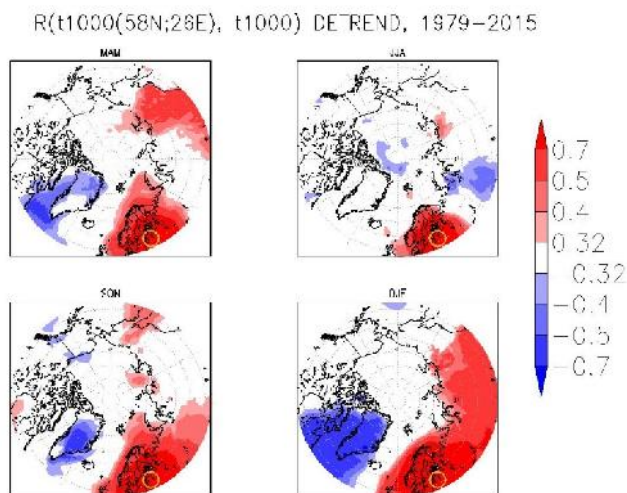 R(t1000(58N;26E), t1000) DETREND, 1979-2015
MAM
JJA
SON
DJF
0.7
0.5
0.4
0.32
-0.32
-0.4
-0.5
-0.7